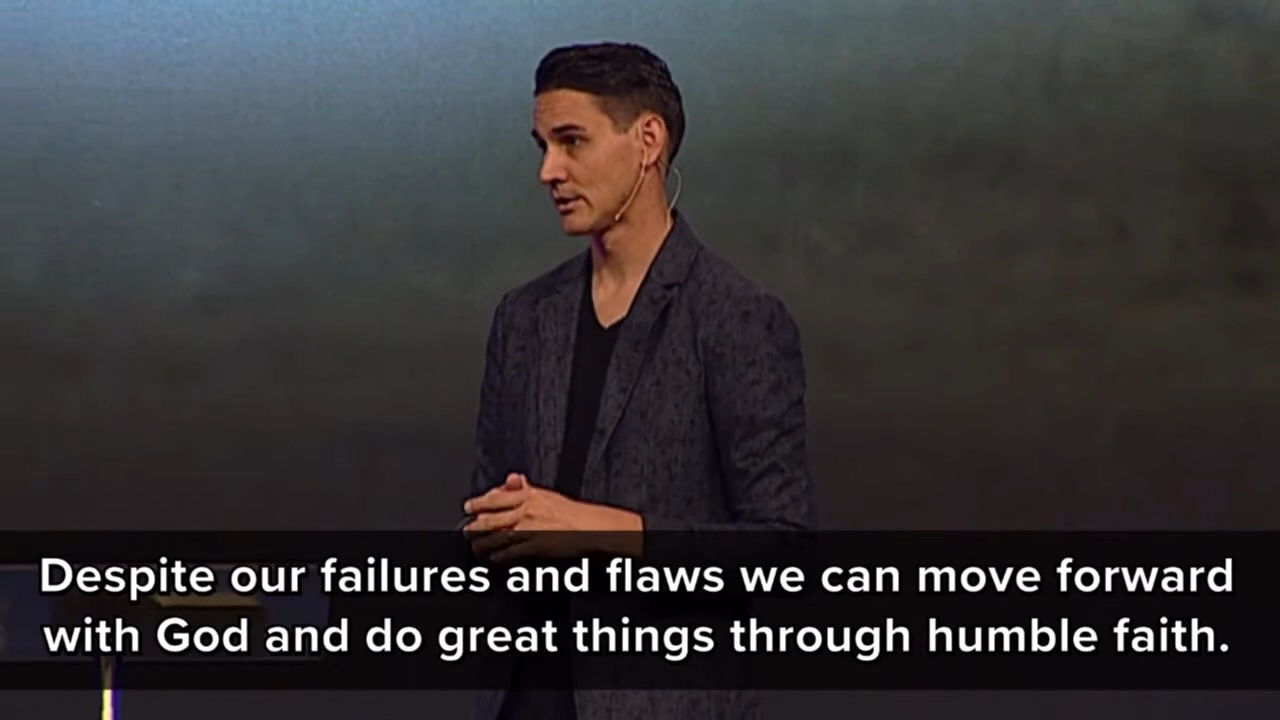 Despite our failures and flaws we can move forward
with God and do great things through humble faith.